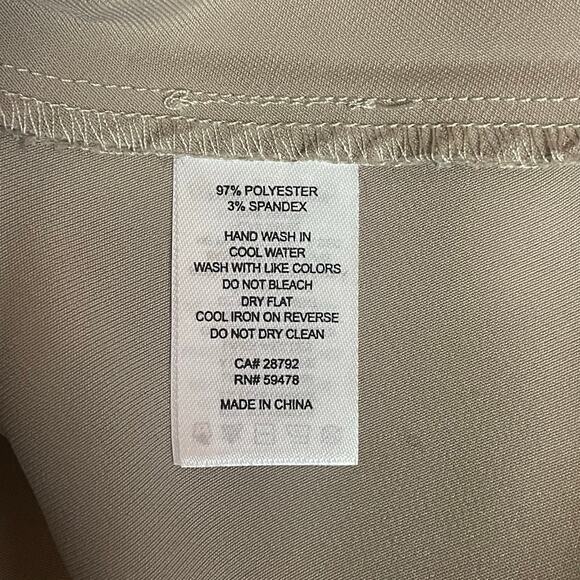 97% POLYESTER
3% SPANDEX
HAND WASH IN
COOL WATER
WASH WITH LIKE COLORS
DO NOT BLEACH
DRY FLAT
COOL IRON ON REVERSE
DO NOT DRY CLEAN
CA# 28792
RN# 59478
MADE IN CHINA